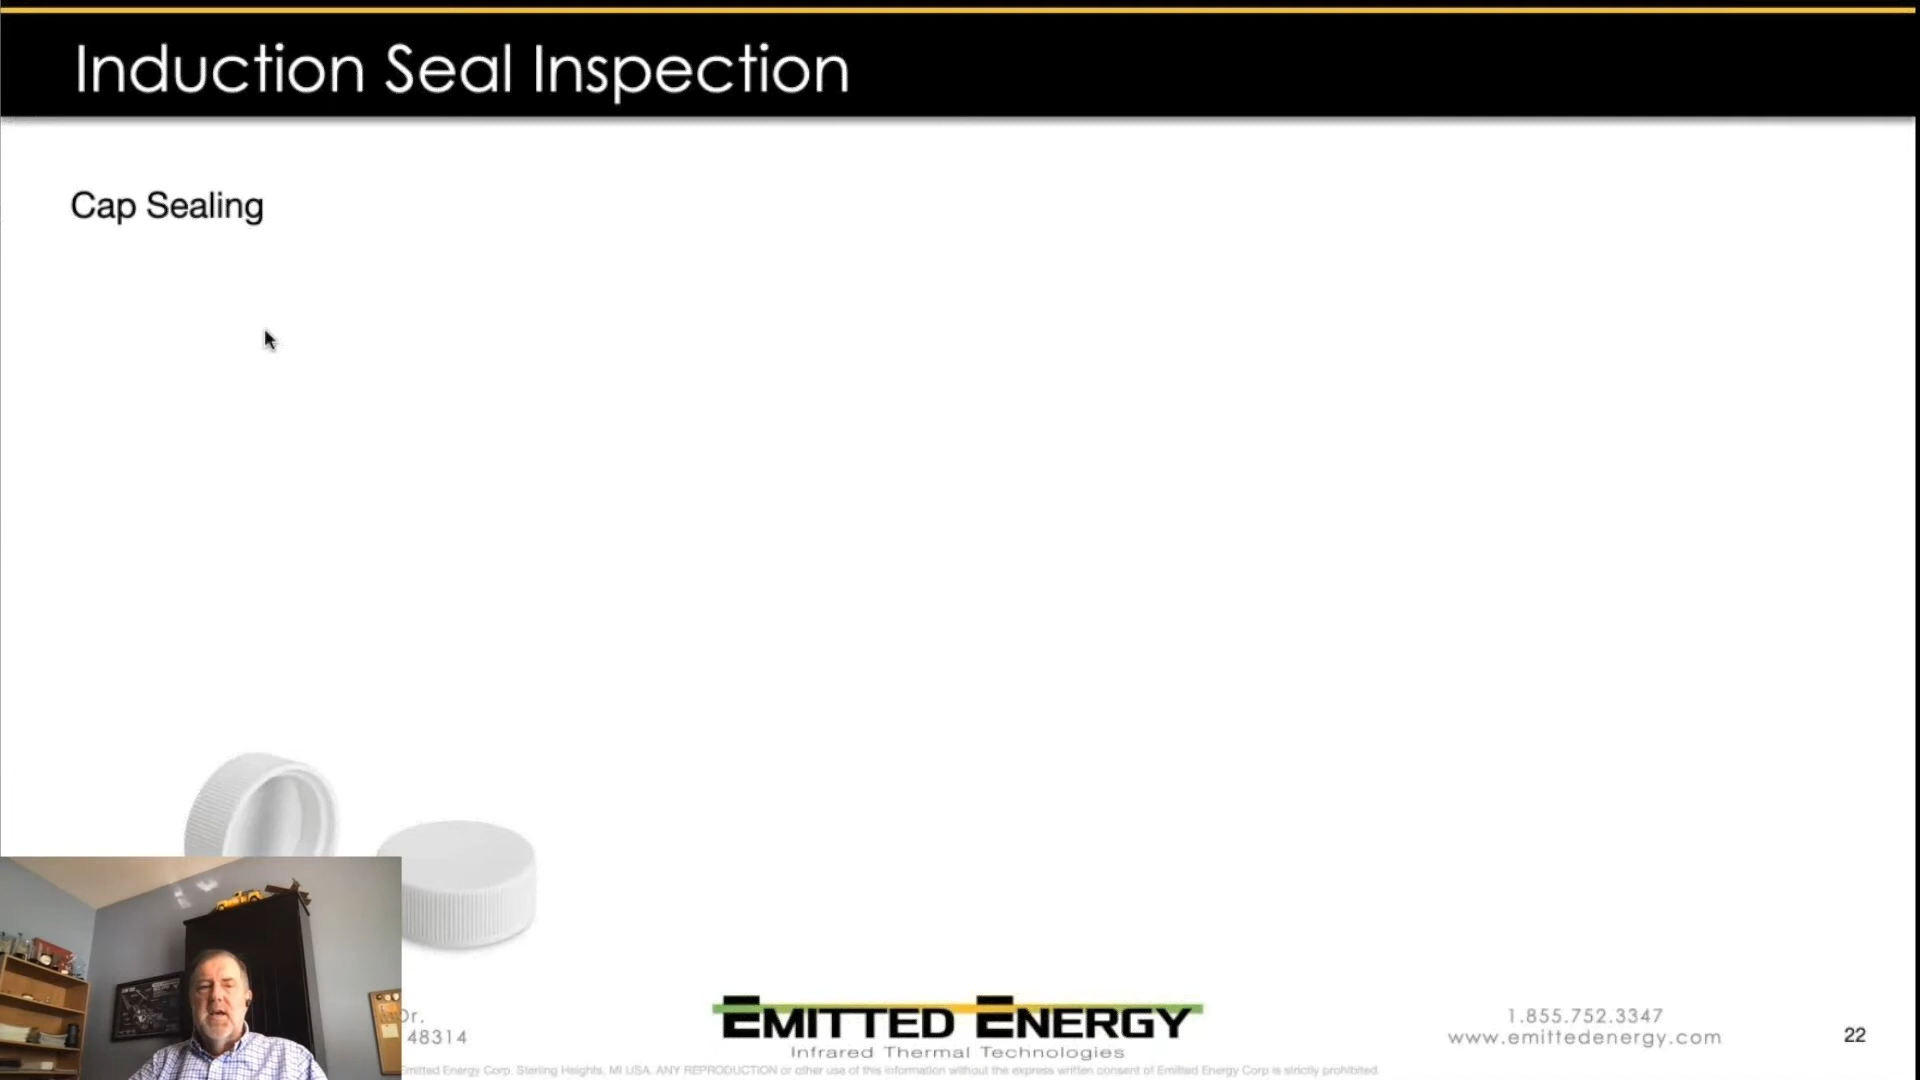 Induction Seal Inspection
Cap Sealing
Dr.
48314
EMITTED ENERGY
Infrared Thermal Technologies
1.855.752.3347
www.emittedenergy.com
22
Emitted Energy Corp. Sterling Heights, MI USA. ANY REPRODUCTION or other use of this information without the express written consent of Emitted Energy Corp is strictly prohibited.